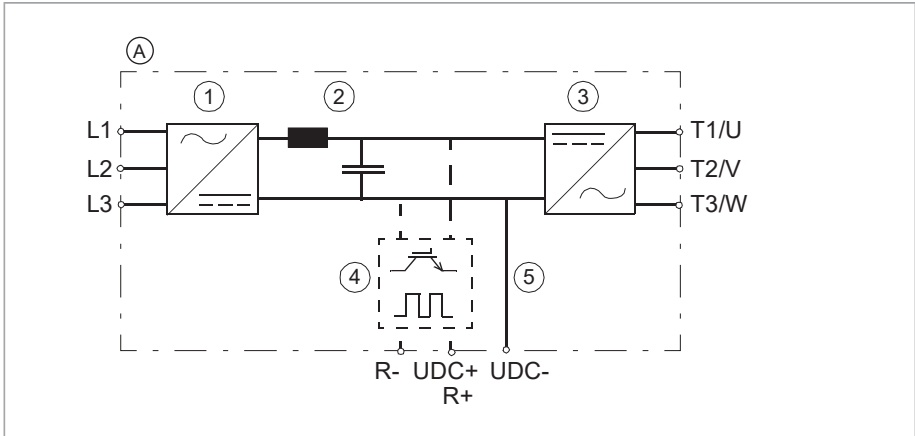 A
1
2
3
L1
T1/U
L2
T2/V
L3
T3/W
4
5
R- UDC+ UDC-
R+